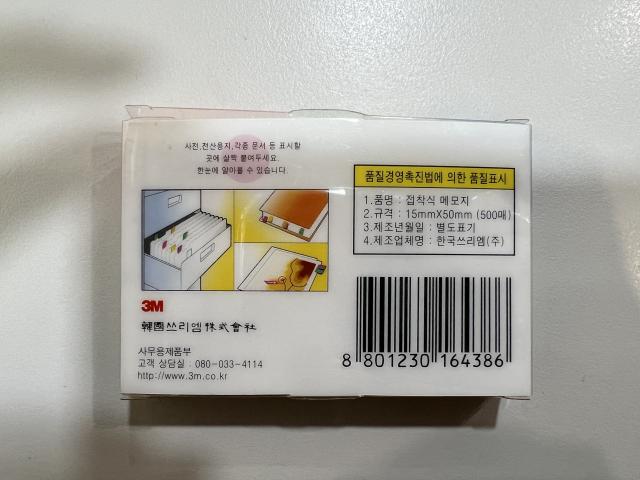 사전,전산용지,각종 문서 등 표시할
곳에 살짝 붙여두세요.
한눈에 알아볼 수 있습니다.
품질경영촉진법에 의한 품질표시
1.품명 : 접착식 메모지
2.규격 : 15mmX50mm (500매)
3.제조년월일 : 별도표기
4.제조업체명 : 한국쓰리엠(주)
3M
韓國쓰리엠株式會社
사무용제품부
고객 상담실 : 080-033-4114
http://www.3m.co.kr
8 801230 164386